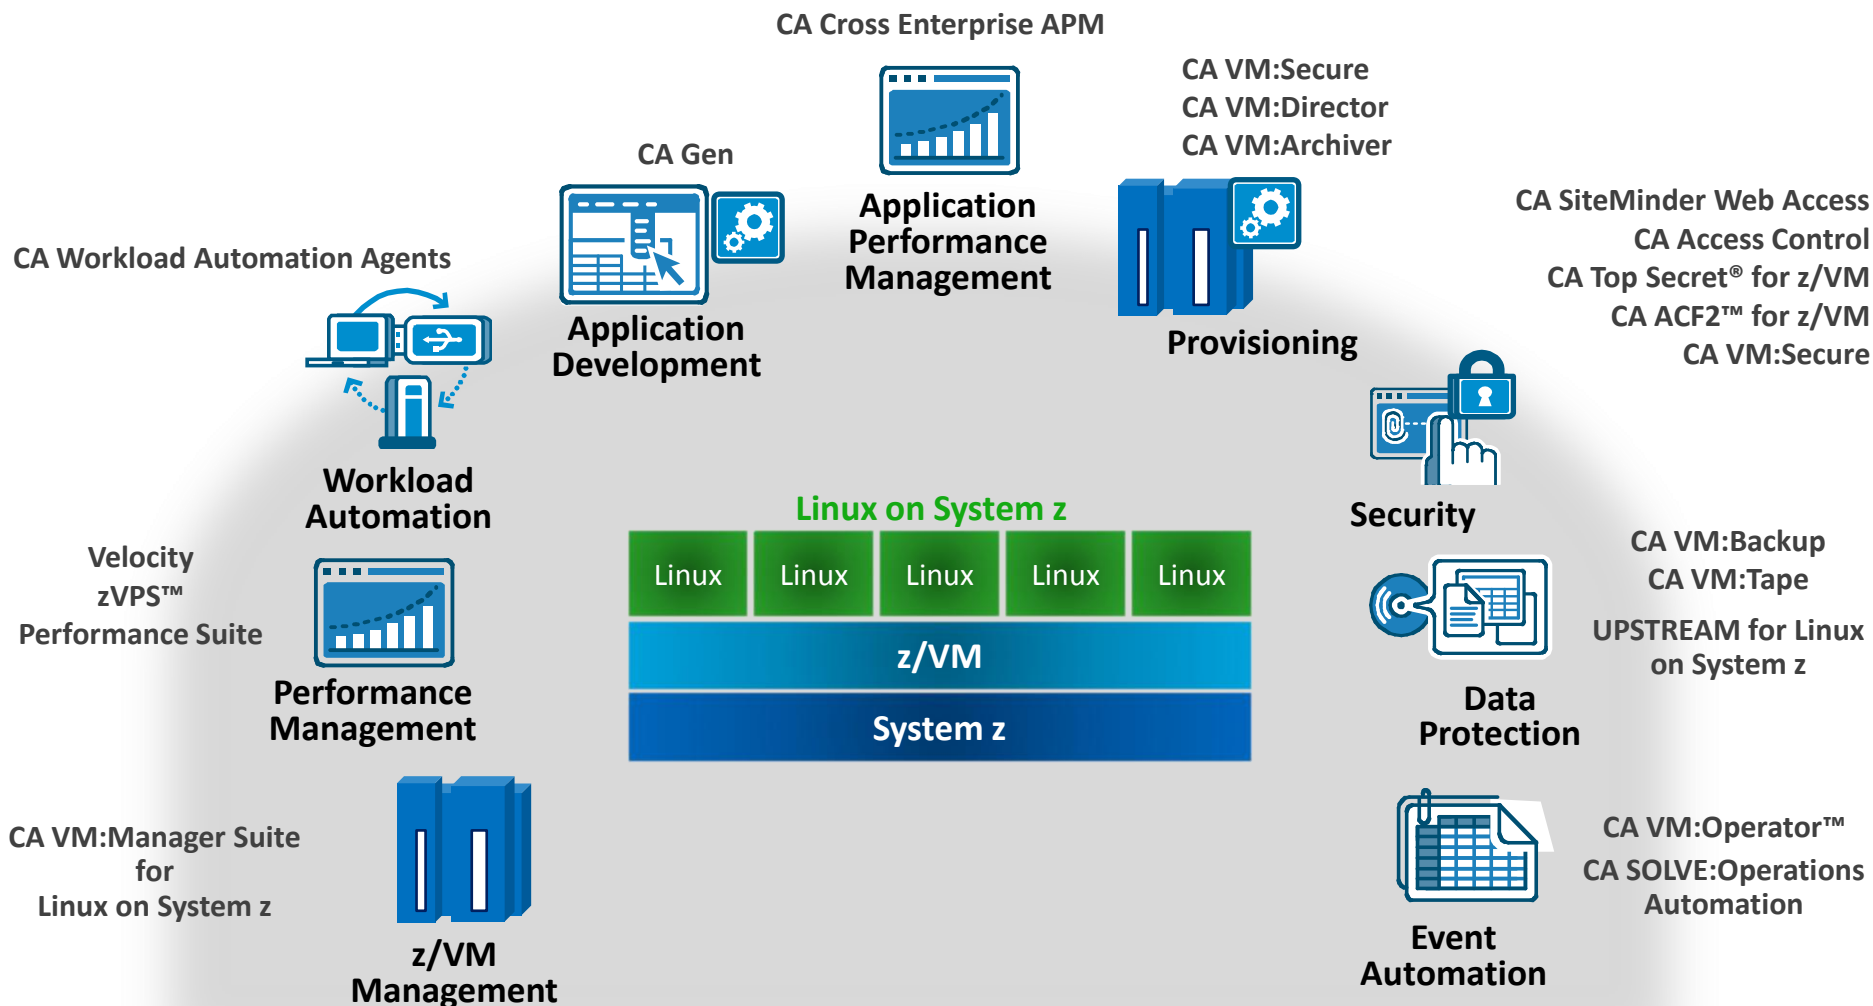 CA Cross Enterprise APM
CA VM:Secure
CA VM:Director
CA VM:Archiver
CA Gen
Application
Performance
Management
CA SiteMinder Web Access
CA Access Control
CA Top Secret® for z/VM
CA ACF2™ for z/VM
CA VM:Secure
CA Workload Automation Agents
Application
Development
Provisioning
Workload
Automation
Security
Linux on System z
Linux Linux Linux Linux Linux
z/VM
System z
Velocity
zVPS™
Performance Suite
Performance
Management
CA VM:Backup
CA VM:Tape
UPSTREAM for Linux
on System z
Data
Protection
CA VM:Manager Suite
for
Linux on System z
z/VM
Management
CA VM:Operator™
CA SOLVE:Operations
Automation
Event
Automation